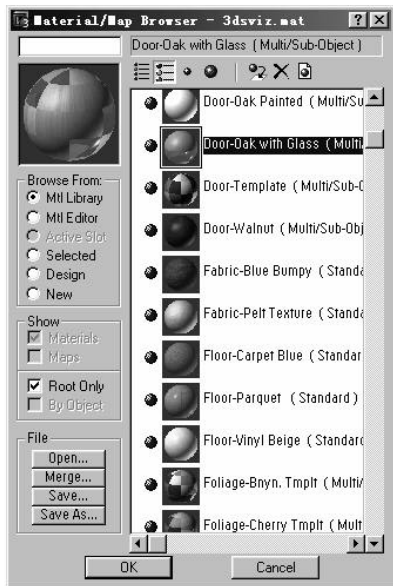 Material/Map Browser - 3dsviz.mat
Door-Oak with Glass ( Multi/Sub-Object )
Door-Oak Painted ( Multi/Su
Door-Oak with Glass ( Multi
Door-Template ( Multi/Sub-O
Door-Walnut ( Multi/Sub-Obj
Fabric-Blue Bumpy ( Standa
Fabric-Pelt Texture ( Standa
Floor-Carpet Blue ( Standar
Floor-Parquet ( Standard )
Floor-Vinyl Beige ( Standard
Foliage-Bnyn. Tmplt ( Multi/
Foliage-Cherry Tmplt ( Mult
Browse From:
Mtl Library
Mtl Editor
Active Slot
Selected
Design
New
Show
Materials
Maps
Root Only
By Object
File
Open...
Merge...
Save...
Save As...
OK
Cancel